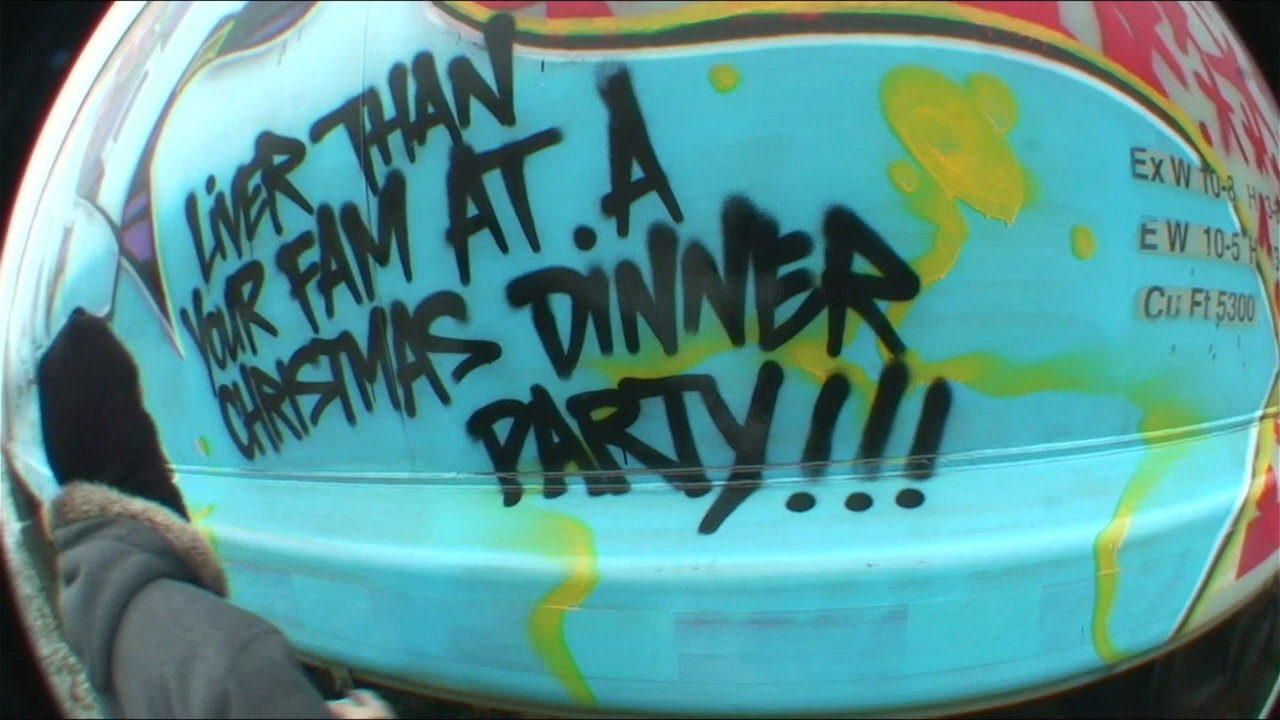 LiVER THAN
YOUR FAM AT A
CHRISTMAS DiNNER
PARTY!!!
Ex W 10-8 H
E W 10-5 H
Cu Ft 5300